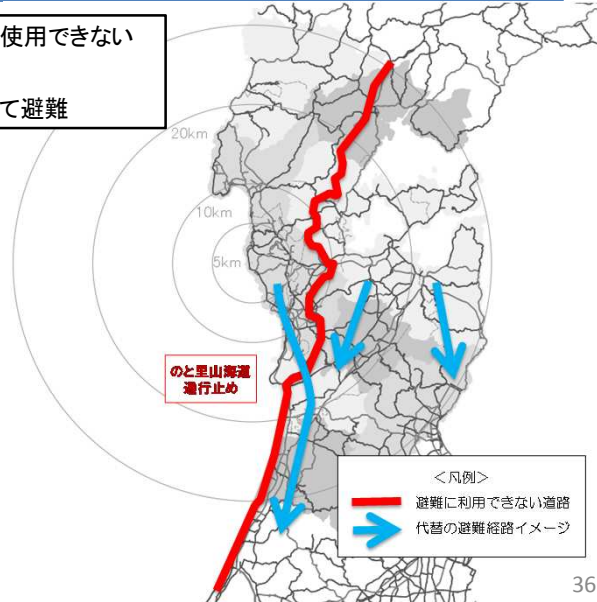 使用できない
て避難
20km
10km
5km
のと里山海道
通行止め
＜凡例＞
避難に利用できない道路
代替の避難経路イメージ
36